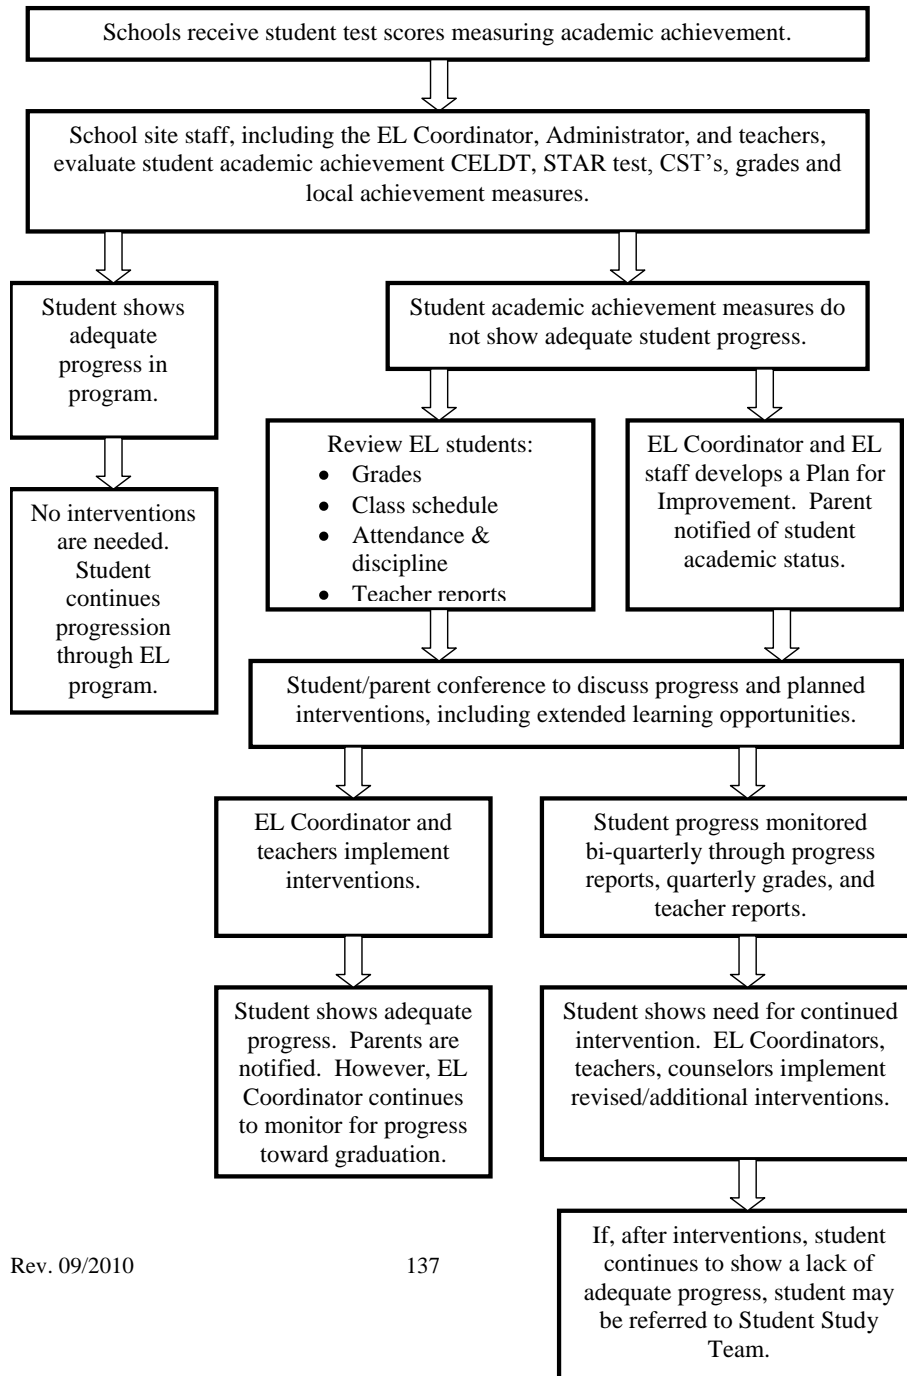 Schools receive student test scores measuring academic achievement.
School site staff, including the EL Coordinator, Administrator, and teachers,
evaluate student academic achievement CELDT, STAR test, CST’s, grades and
local achievement measures.
Student shows
adequate
progress in
program.
Student academic achievement measures do
not show adequate student progress.
No interventions
are needed.
Student
continues
progression
through EL
program.
Review EL students:
• Grades
• Class schedule
• Attendance &
discipline
• Teacher reports
EL Coordinator and EL
staff develops a Plan for
Improvement.  Parent
notified of student
academic status.
Student/parent conference to discuss progress and planned
interventions, including extended learning opportunities.
EL Coordinator and
teachers implement
interventions.
Student progress monitored
bi-quarterly through progress
reports, quarterly grades, and
teacher reports.
Student shows adequate
progress.  Parents are
notified.  However, EL
Coordinator continues
to monitor for progress
toward graduation.
Student shows need for continued
intervention.  EL Coordinators,
teachers, counselors implement
revised/additional interventions.
If, after interventions, student
continues to show a lack of
adequate progress, student may
be referred to Student Study
Team.
Rev. 09/2010
137